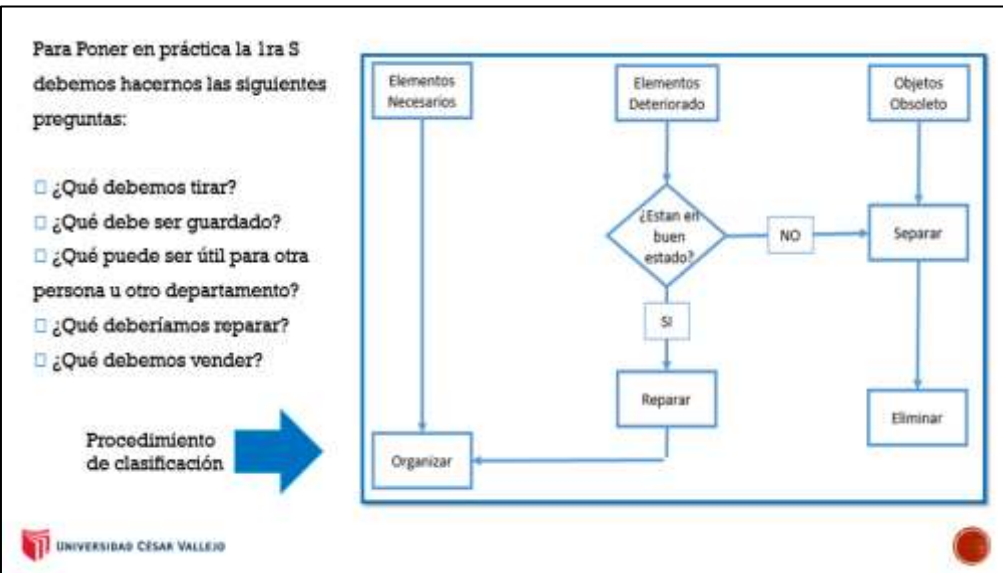 Para Poner en práctica la 1ra S
debemos hacernos las siguientes
preguntas:
¿Qué debemos tirar?
¿Qué debe ser guardado?
¿Qué puede ser útil para otra
persona u otro departamento?
¿Qué deberíamos reparar?
¿Qué debemos vender?
Procedimiento
de clasificación
Elementos
Necesarios
Elementos
Deteriorado
Objetos
Obsoleto
¿Estan en
buen
estado?
NO
Separar
SI
Reparar
Eliminar
Organizar
UNIVERSIDAD CÉSAR VALLEJO